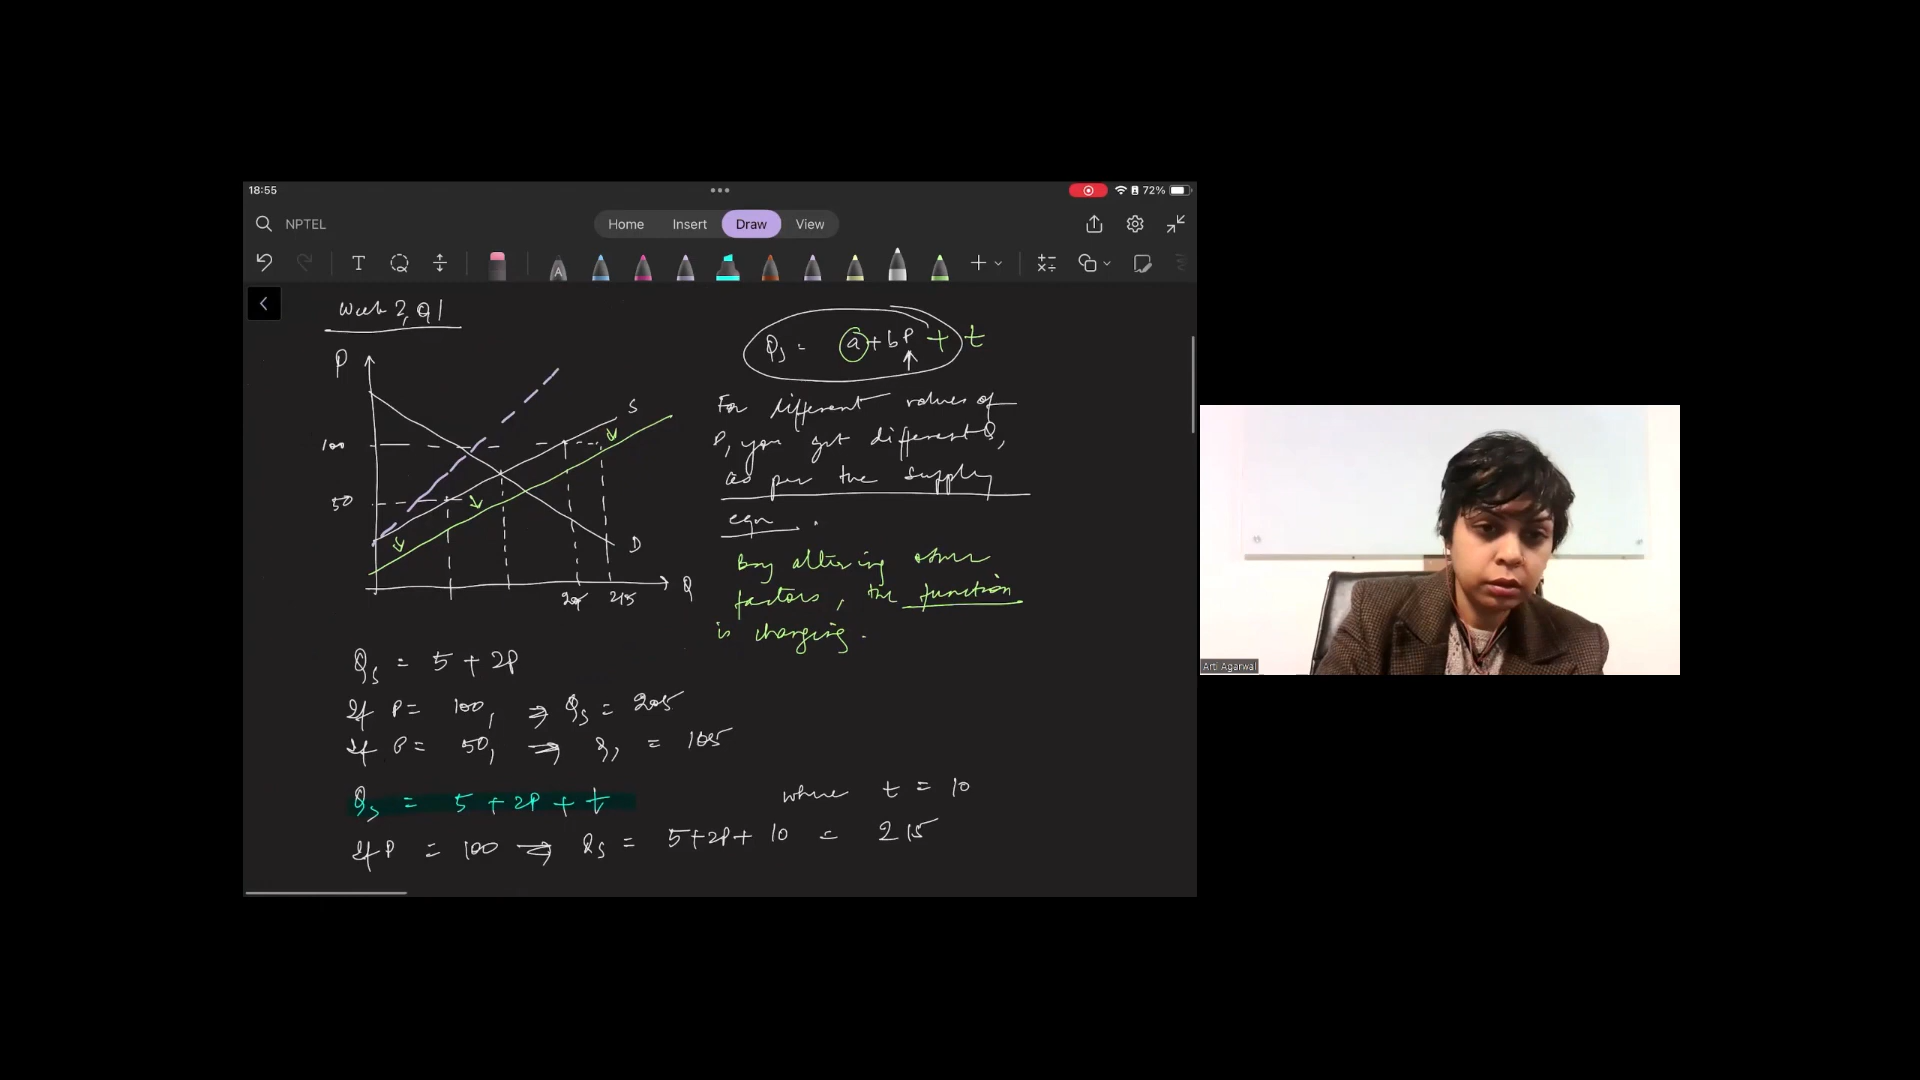 18:55
72%
NPTEL
Home Insert Draw View
T
A
Week 2, Q1
P
100
50
S
D
205 215 Q
Qs = a + bP + t
For different values of
P, you get different Q,
as per the supply
eqn.
By altering other
factors, the function
is changing.
Qs = 5 + 2P
If P = 100, ⇒ Qs = 205
If P = 50, ⇒ Qs = 105
Qs = 5 + 2P + t where t = 10
If P = 100 ⇒ Qs = 5+2P+ 10 = 215
Arti Agarwal